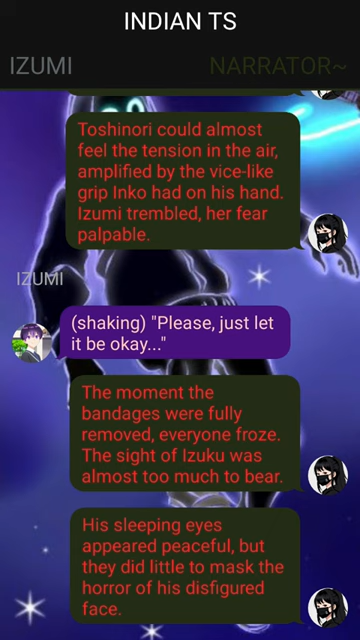 INDIAN TS
IZUMI
NARRATOR~
Toshinori could almost
feel the tension in the air,
amplified by the vice-like
grip Inko had on his hand.
Izumi trembled, her fear
palpable.
IZUMI
(shaking) "Please, just let
it be okay..."
The moment the
bandages were fully
removed, everyone froze.
The sight of Izuku was
almost too much to bear.
His sleeping eyes
appeared peaceful, but
they did little to mask the
horror of his disfigured
face.